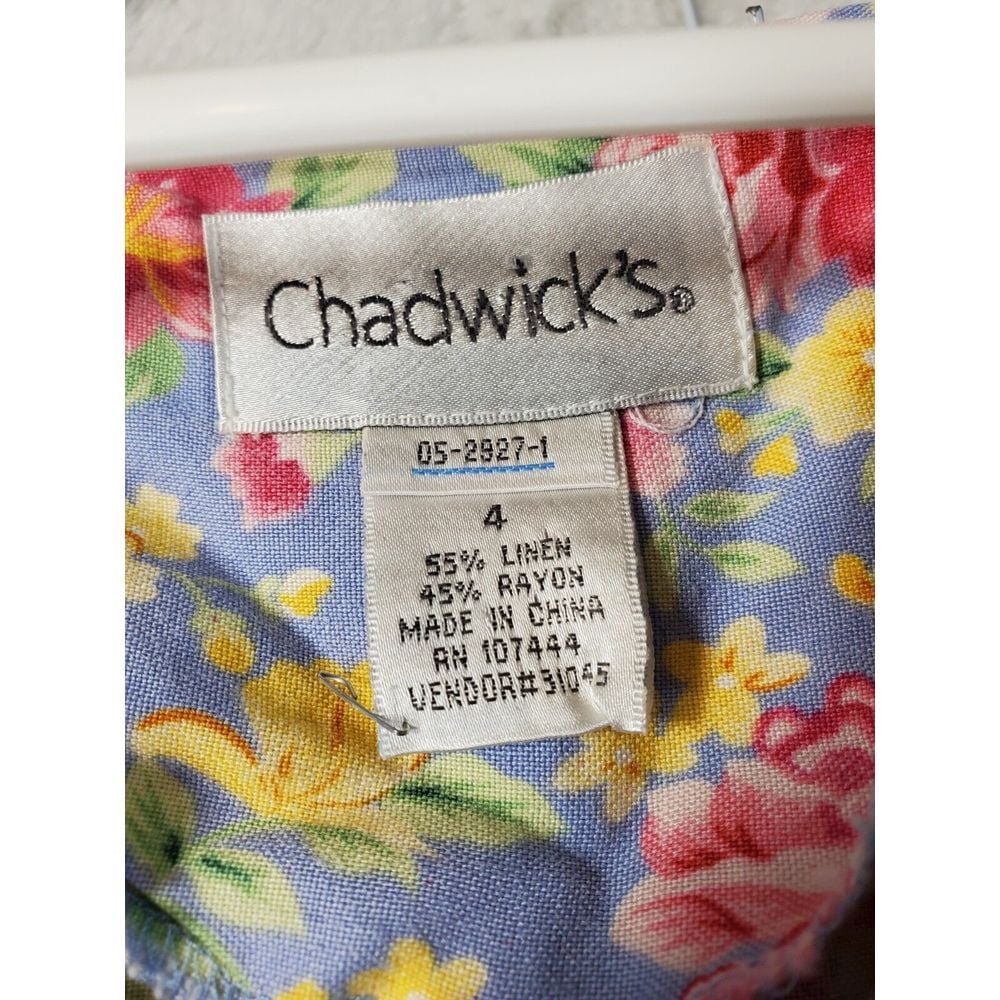 Chadwick's®
05-2927-1
4
55% LINEN
45% RAYON
MADE IN CHINA
RN 107444
VENDOR#31045